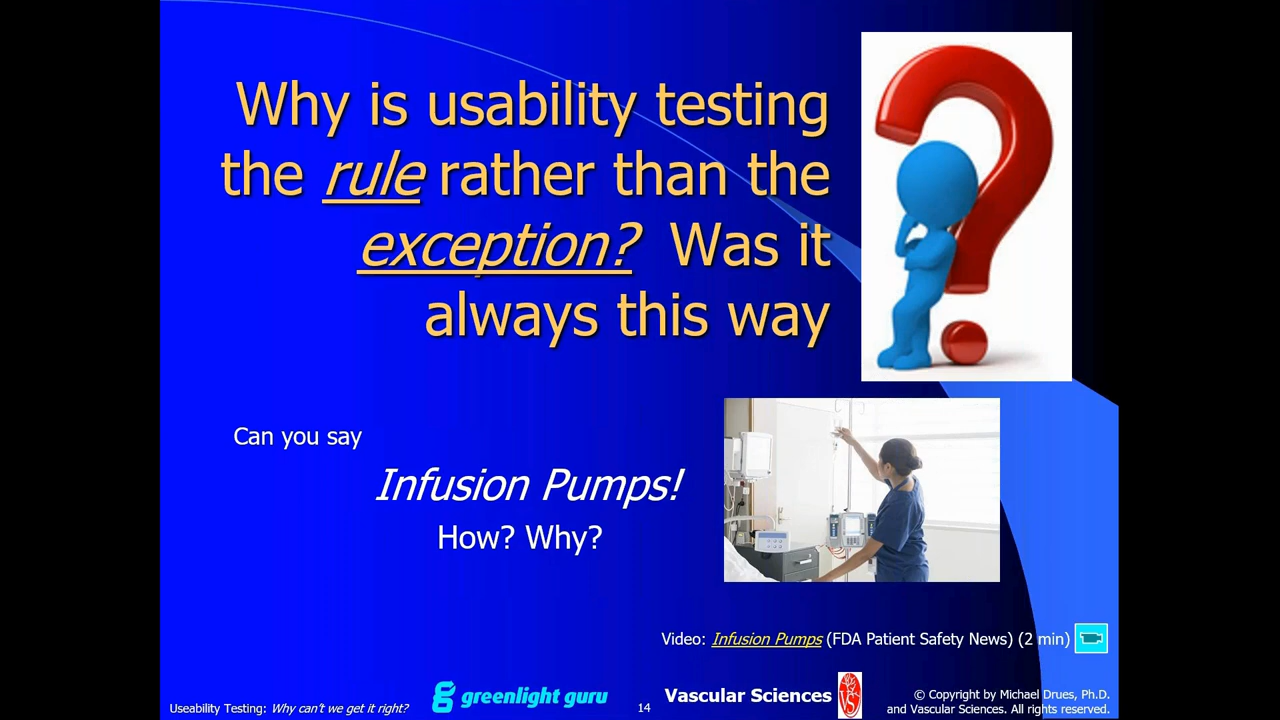 Why is usability testing
the rule rather than the
exception? Was it
always this way
Can you say
Infusion Pumps!
How? Why?
Video: Infusion Pumps (FDA Patient Safety News) (2 min)
Useability Testing: Why can't we get it right?
greenlight guru
14
Vascular Sciences
VS
© Copyright by Michael Drues, Ph.D.
and Vascular Sciences. All rights reserved.